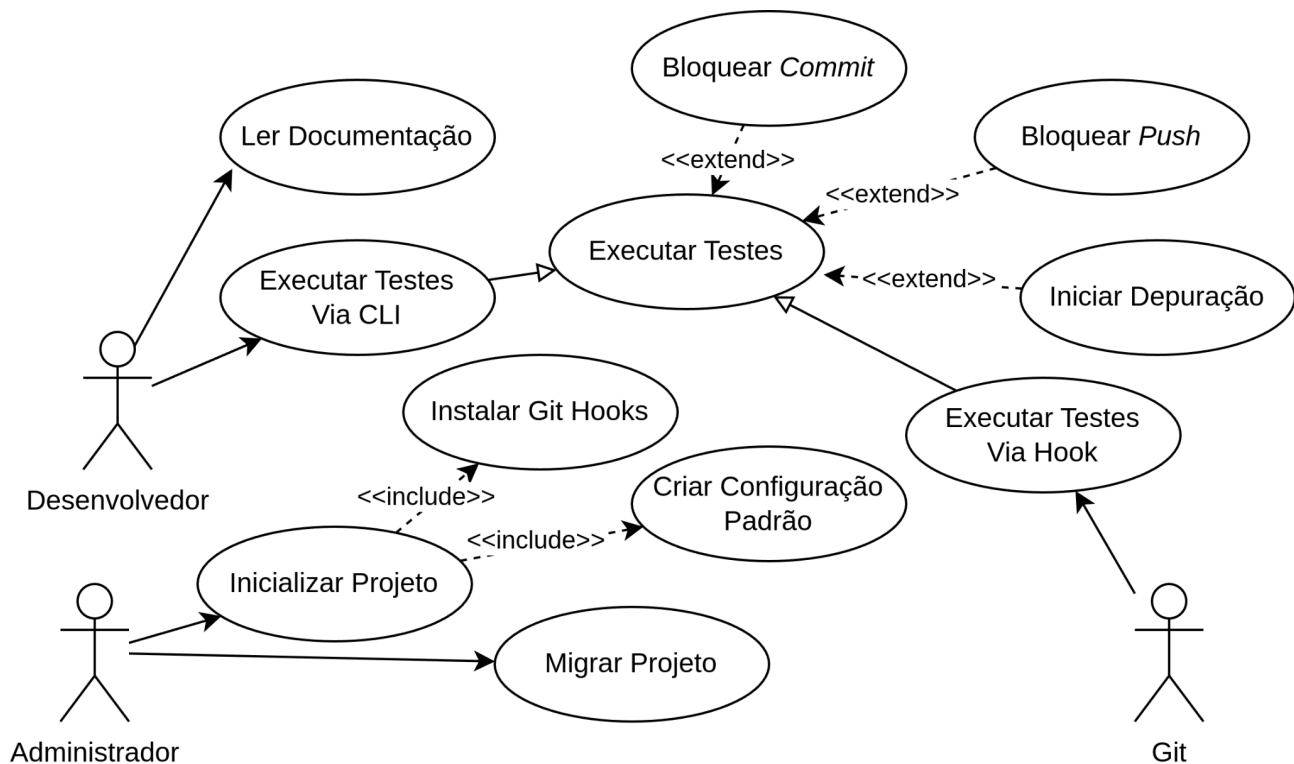 Bloquear Commit
Ler Documentação
Bloquear Push
<<extend>>
<<extend>>
Executar Testes
<<extend>>
Executar Testes
Via CLI
Iniciar Depuração
Instalar Git Hooks
Executar Testes
Via Hook
Desenvolvedor
<<include>>
Criar Configuração
Padrão
<<include>>
Inicializar Projeto
Migrar Projeto
Administrador
Git